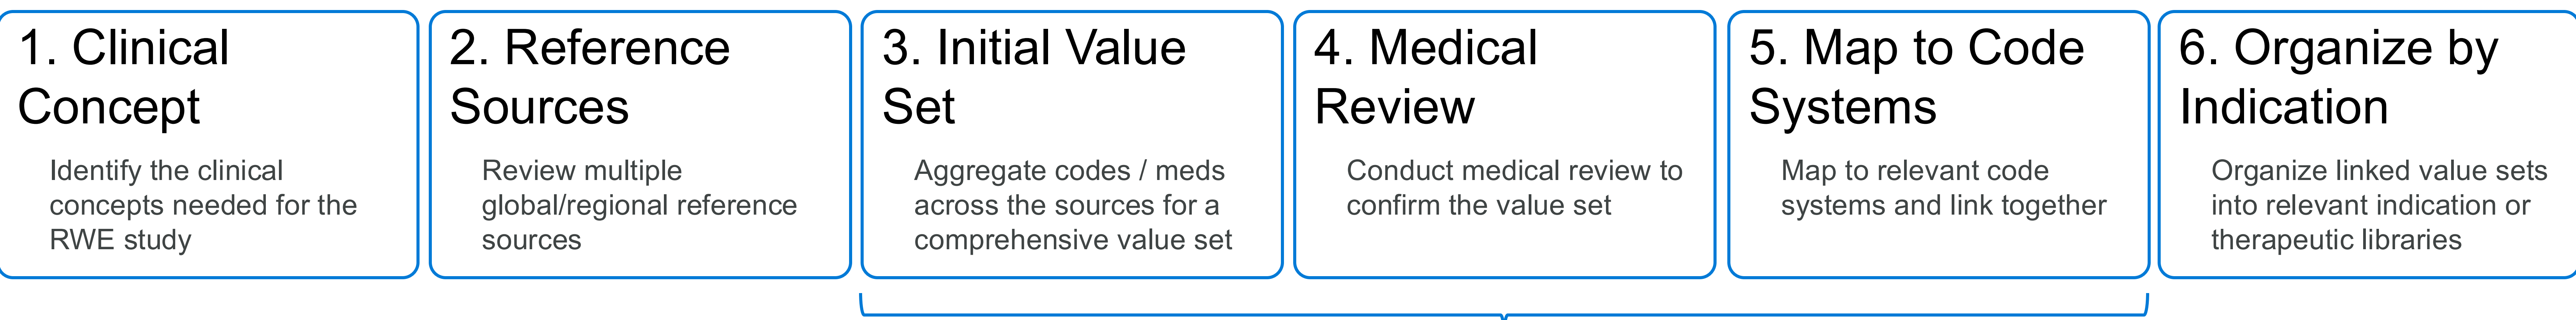 1. Clinical
Concept
Identify the clinical
concepts needed for the
RWE study
2. Reference
Sources
Review multiple
global/regional reference
sources
3. Initial Value
Set
Aggregate codes / meds
across the sources for a
comprehensive value set
4. Medical
Review
Conduct medical review to
confirm the value set
5. Map to Code
Systems
Map to relevant code
systems and link together
6. Organize by
Indication
Organize linked value sets
into relevant indication or
therapeutic libraries